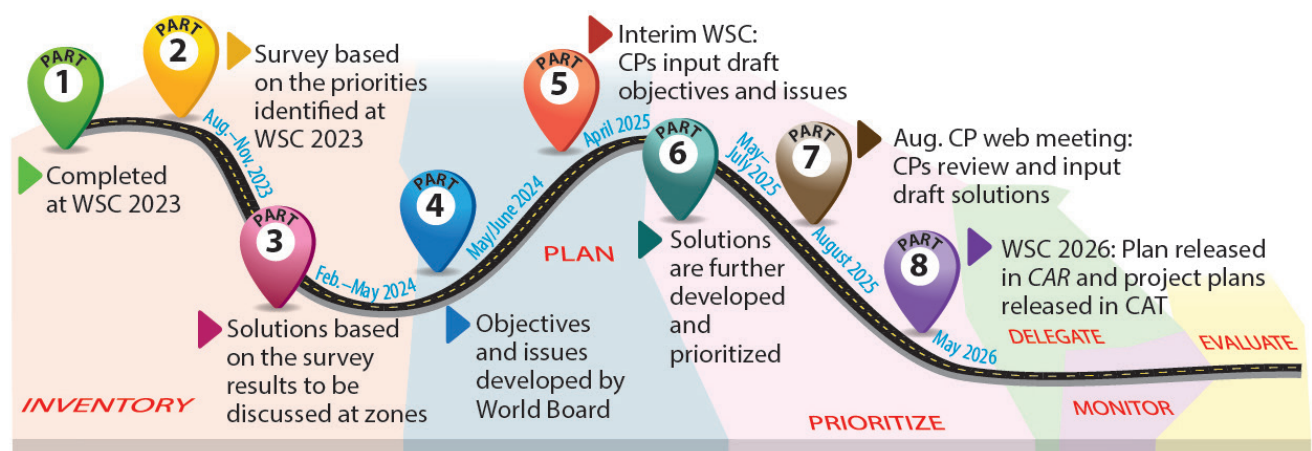 PART
1
Completed
at WSC 2023
PART
2
Survey based
on the priorities
identified at
WSC 2023
Aug.–Nov. 2023
PART
3
Solutions based
on the survey
results to be
discussed at zones
Feb.–May 2024
INVENTORY
PART
4
Objectives
and issues
developed by
World Board
May/June 2024
PLAN
PART
5
Interim WSC:
CPs input draft
objectives and issues
April 2025
PART
6
Solutions
are further
developed
and
prioritized
May–
July 2025
PART
7
Aug. CP web meeting:
CPs review and input
draft solutions
August 2025
PRIORITIZE
PART
8
WSC 2026: Plan released
in CAR and project plans
released in CAT
May 2026
DELEGATE
MONITOR
EVALUATE